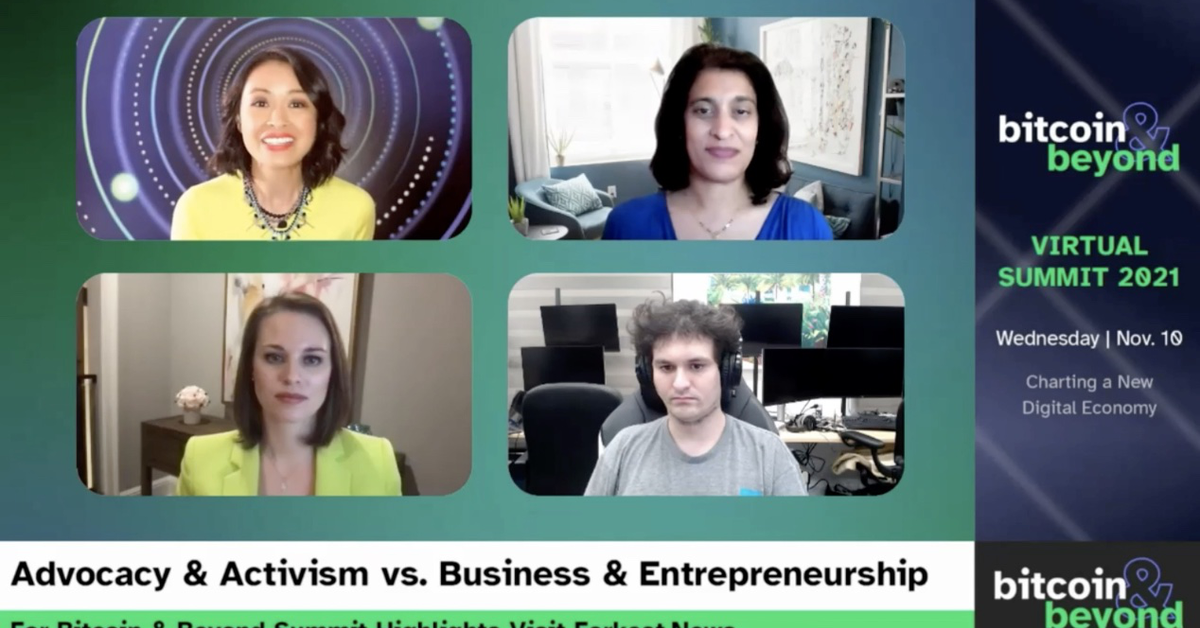 bitcoin&
beyond
VIRTUAL
SUMMIT 2021
Wednesday | Nov. 10
Charting a New
Digital Economy
Advocacy & Activism vs. Business & Entrepreneurship
For Bitcoin & Beyond Summit Highlights Visit Forkast.News
bitcoin&
beyond